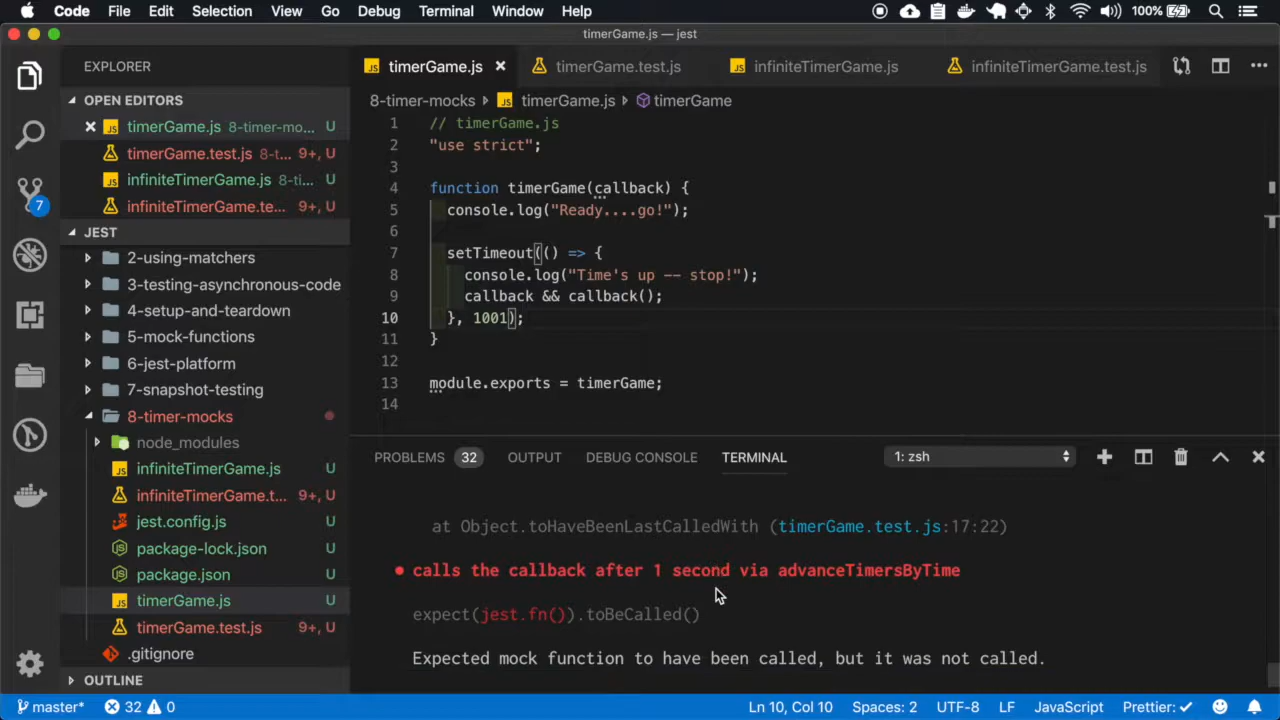 Code File Edit Selection View Go Debug Terminal Window Help 100%
timerGame.js — jest
EXPLORER
OPEN EDITORS
timerGame.js 8-timer-mo... U
timerGame.test.js 8-t... 9+, U
infiniteTimerGame.js 8-ti... U
infiniteTimerGame.te... 9+, U
7
JEST
2-using-matchers
3-testing-asynchronous-code
4-setup-and-teardown
5-mock-functions
6-jest-platform
7-snapshot-testing
8-timer-mocks
node_modules
infiniteTimerGame.js U
infiniteTimerGame.t... 9+, U
jest.config.js U
package-lock.json U
package.json U
timerGame.js U
timerGame.test.js 9+, U
.gitignore
OUTLINE
timerGame.js timerGame.test.js infiniteTimerGame.js infiniteTimerGame.test.js
8-timer-mocks timerGame.js timerGame
1 // timerGame.js
2 "use strict";
3
4 function timerGame(callback) {
5 console.log("Ready....go!");
6
7 setTimeout(() => {
8 console.log("Time's up -- stop!");
9 callback && callback();
10 }, 1001);
11 }
12
13 module.exports = timerGame;
14
PROBLEMS 32 OUTPUT DEBUG CONSOLE TERMINAL 1: zsh
at Object.toHaveBeenLastCalledWith (timerGame.test.js:17:22)
● calls the callback after 1 second via advanceTimersByTime
expect(jest.fn()).toBeCalled()
Expected mock function to have been called, but it was not called.
master* 32 0 Ln 10, Col 10 Spaces: 2 UTF-8 LF JavaScript Prettier: ✓